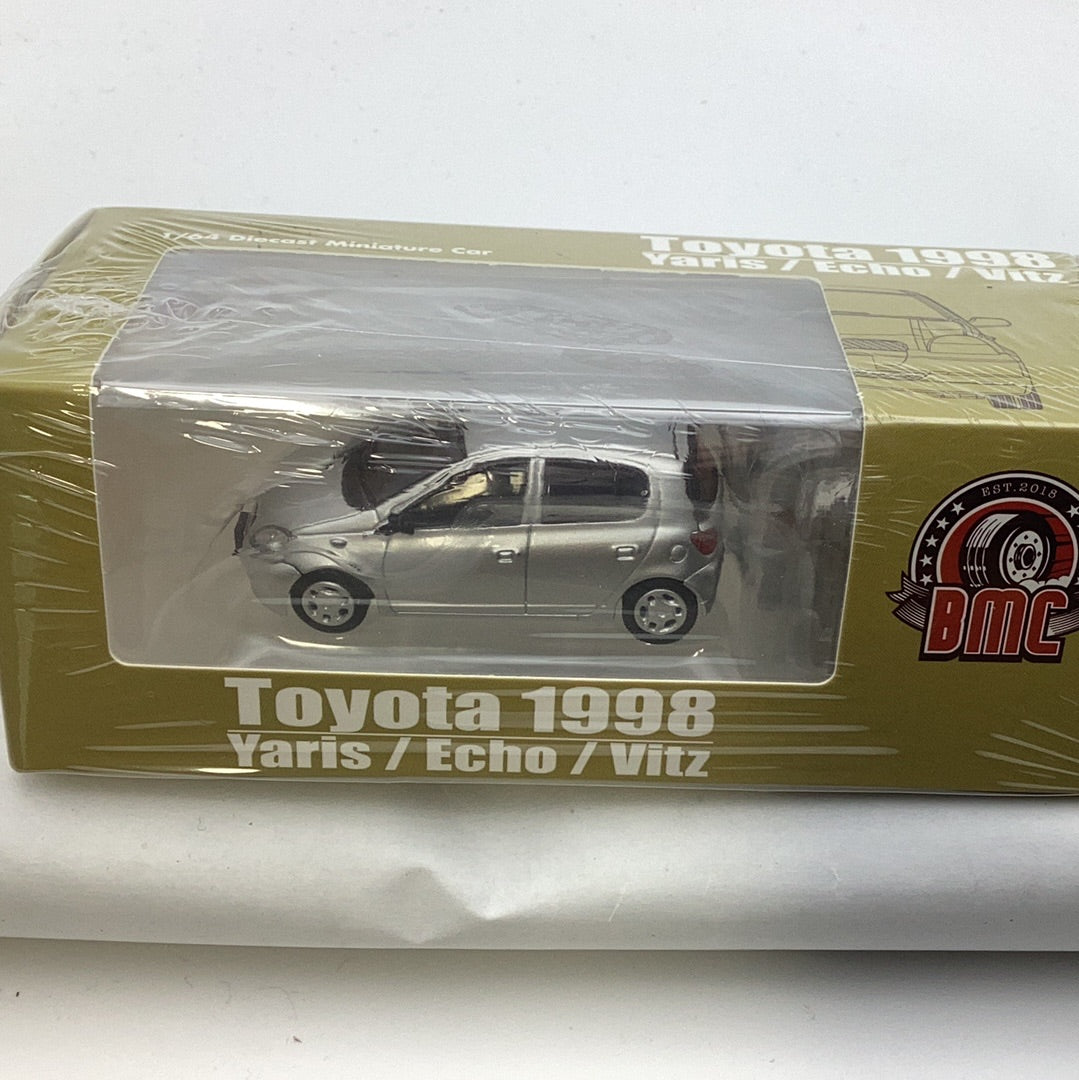 1/64 Diecast Miniature Car
Toyota 1998
Yaris / Echo / Vitz
EST.2018
BMC
Toyota 1998
Yaris / Echo / Vitz